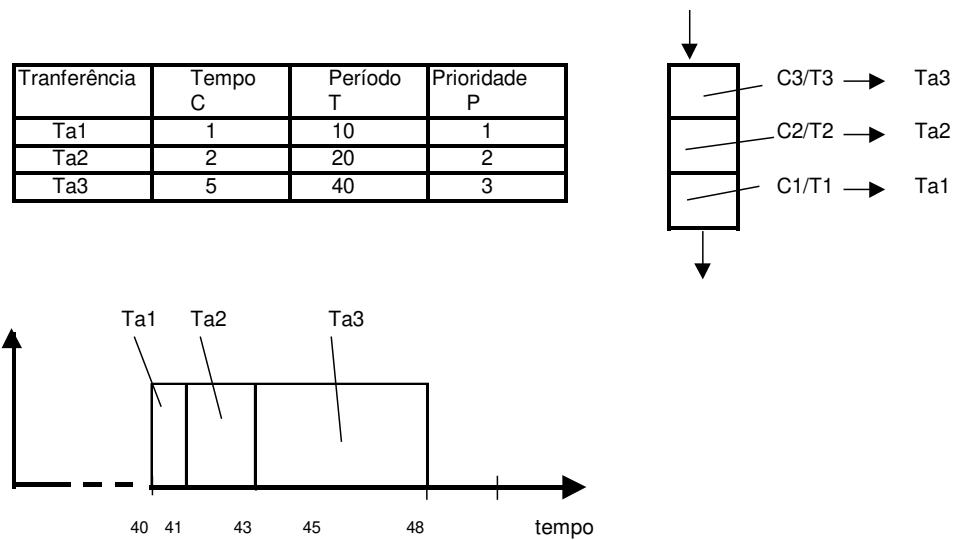 Tranferência Tempo Período Prioridade
C T P
Ta1 1 10 1
Ta2 2 20 2
Ta3 5 40 3
C3/T3 Ta3
C2/T2 Ta2
C1/T1 Ta1
Ta1 Ta2 Ta3
40 41 43 45 48 tempo